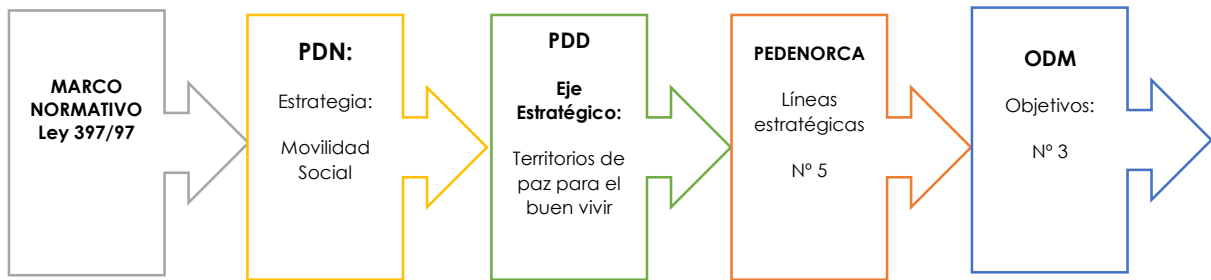 MARCO
NORMATIVO
Ley 397/97
PDN:
Estrategia:
Movilidad
Social
PDD
Eje
Estratégico:
Territorios de
paz para el
buen vivir
PEDENORCA
Líneas
estratégicas
Nº 5
ODM
Objetivos:
Nº 3